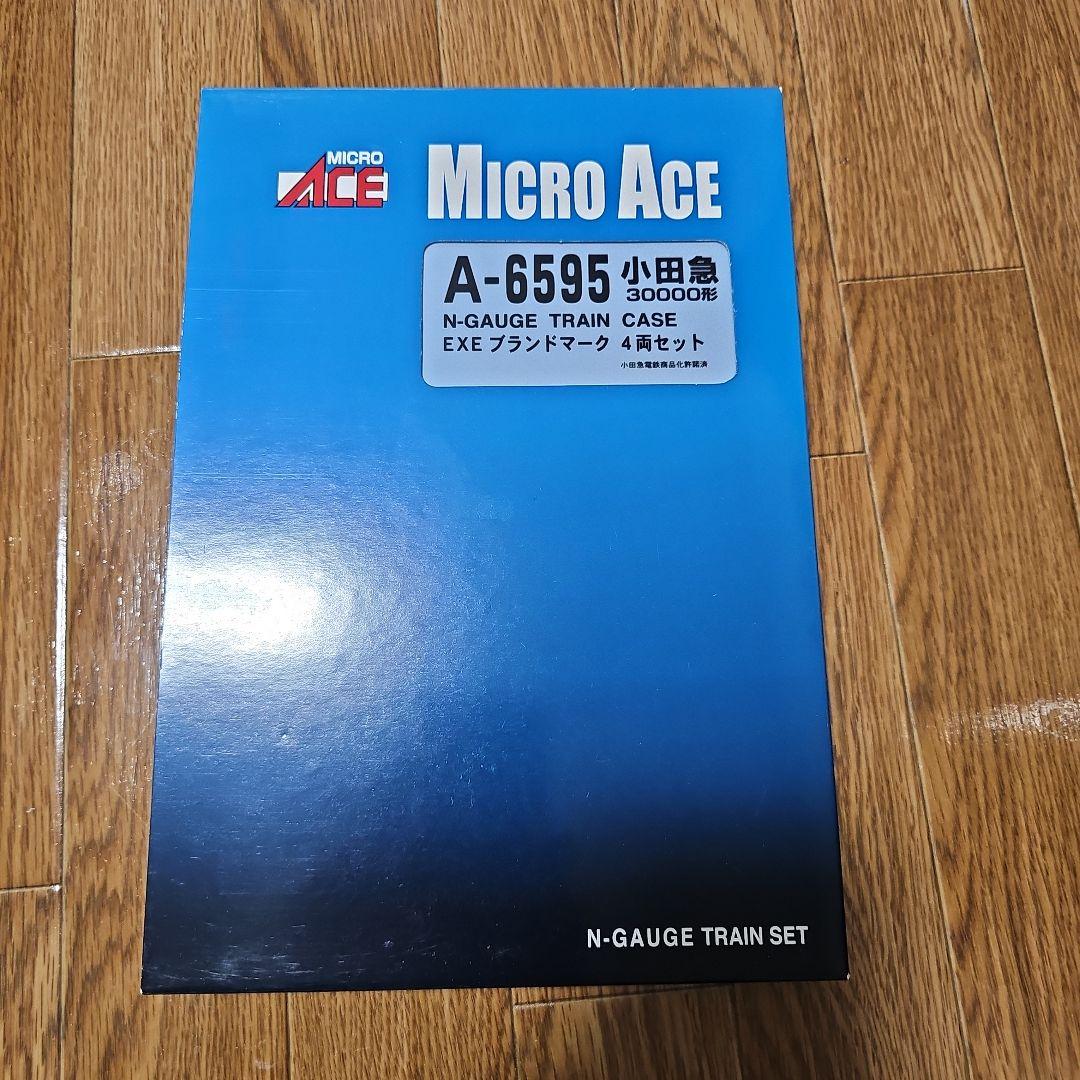 MICRO
ACE
MICRO ACE
A-6595 小田急
30000形
N-GAUGE TRAIN CASE
EXE ブランドマーク 4両セット
小田急電鉄商品化許諾済
N-GAUGE TRAIN SET